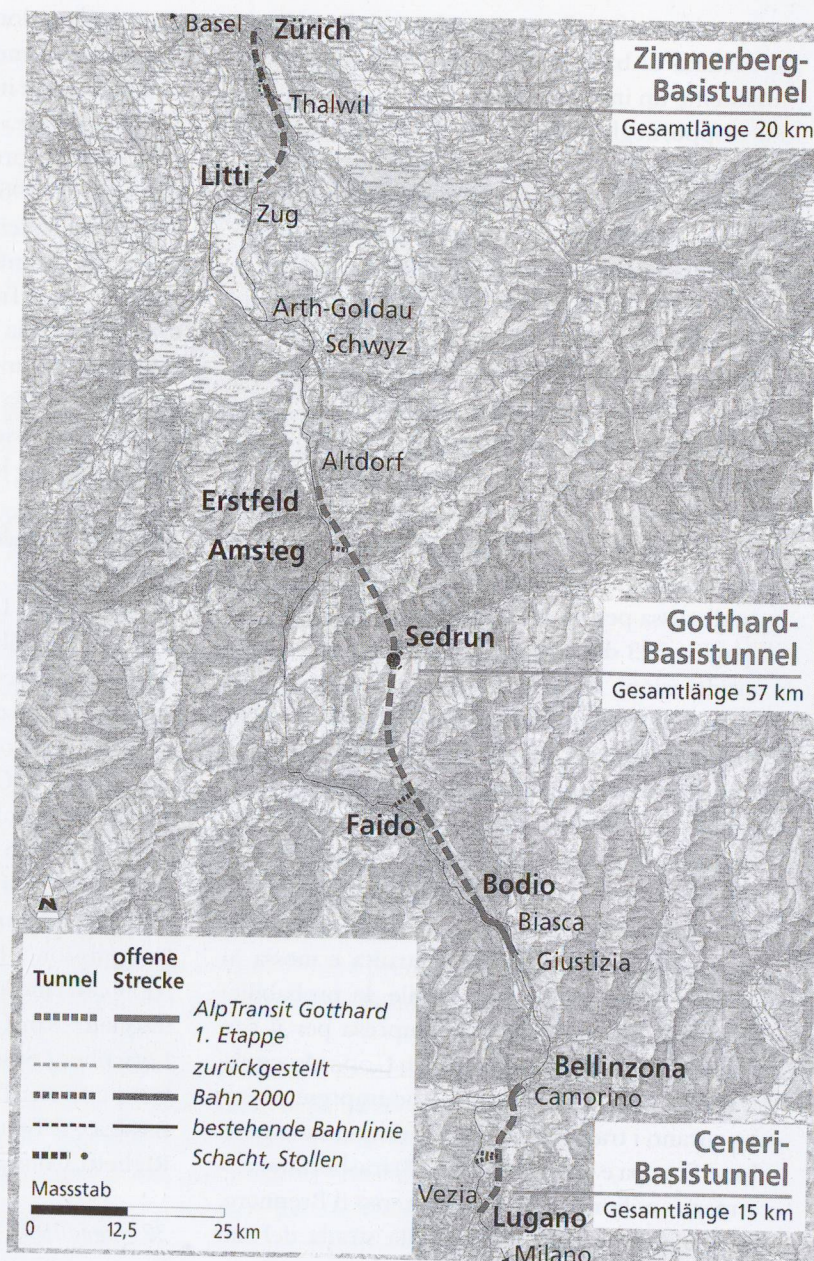 Basel
Zürich
Zimmerberg-
Basistunnel
Gesamtlänge 20 km
Thalwil
Litti
Zug
Arth-Goldau
Schwyz
Altdorf
Erstfeld
Amsteg
Sedrun
Gotthard-
Basistunnel
Gesamtlänge 57 km
Faido
Bodio
Biasca
Giustízia
N
Tunnel
offene
Strecke
AlpTransit Gotthard
1. Etappe
zurückgestellt
Bahn 2000
bestehende Bahnlinie
Schacht, Stollen
Massstab
0 12,5 25 km
Bellinzona
Camorino
Ceneri-
Basistunnel
Gesamtlänge 15 km
Vezia
Lugano
Milano